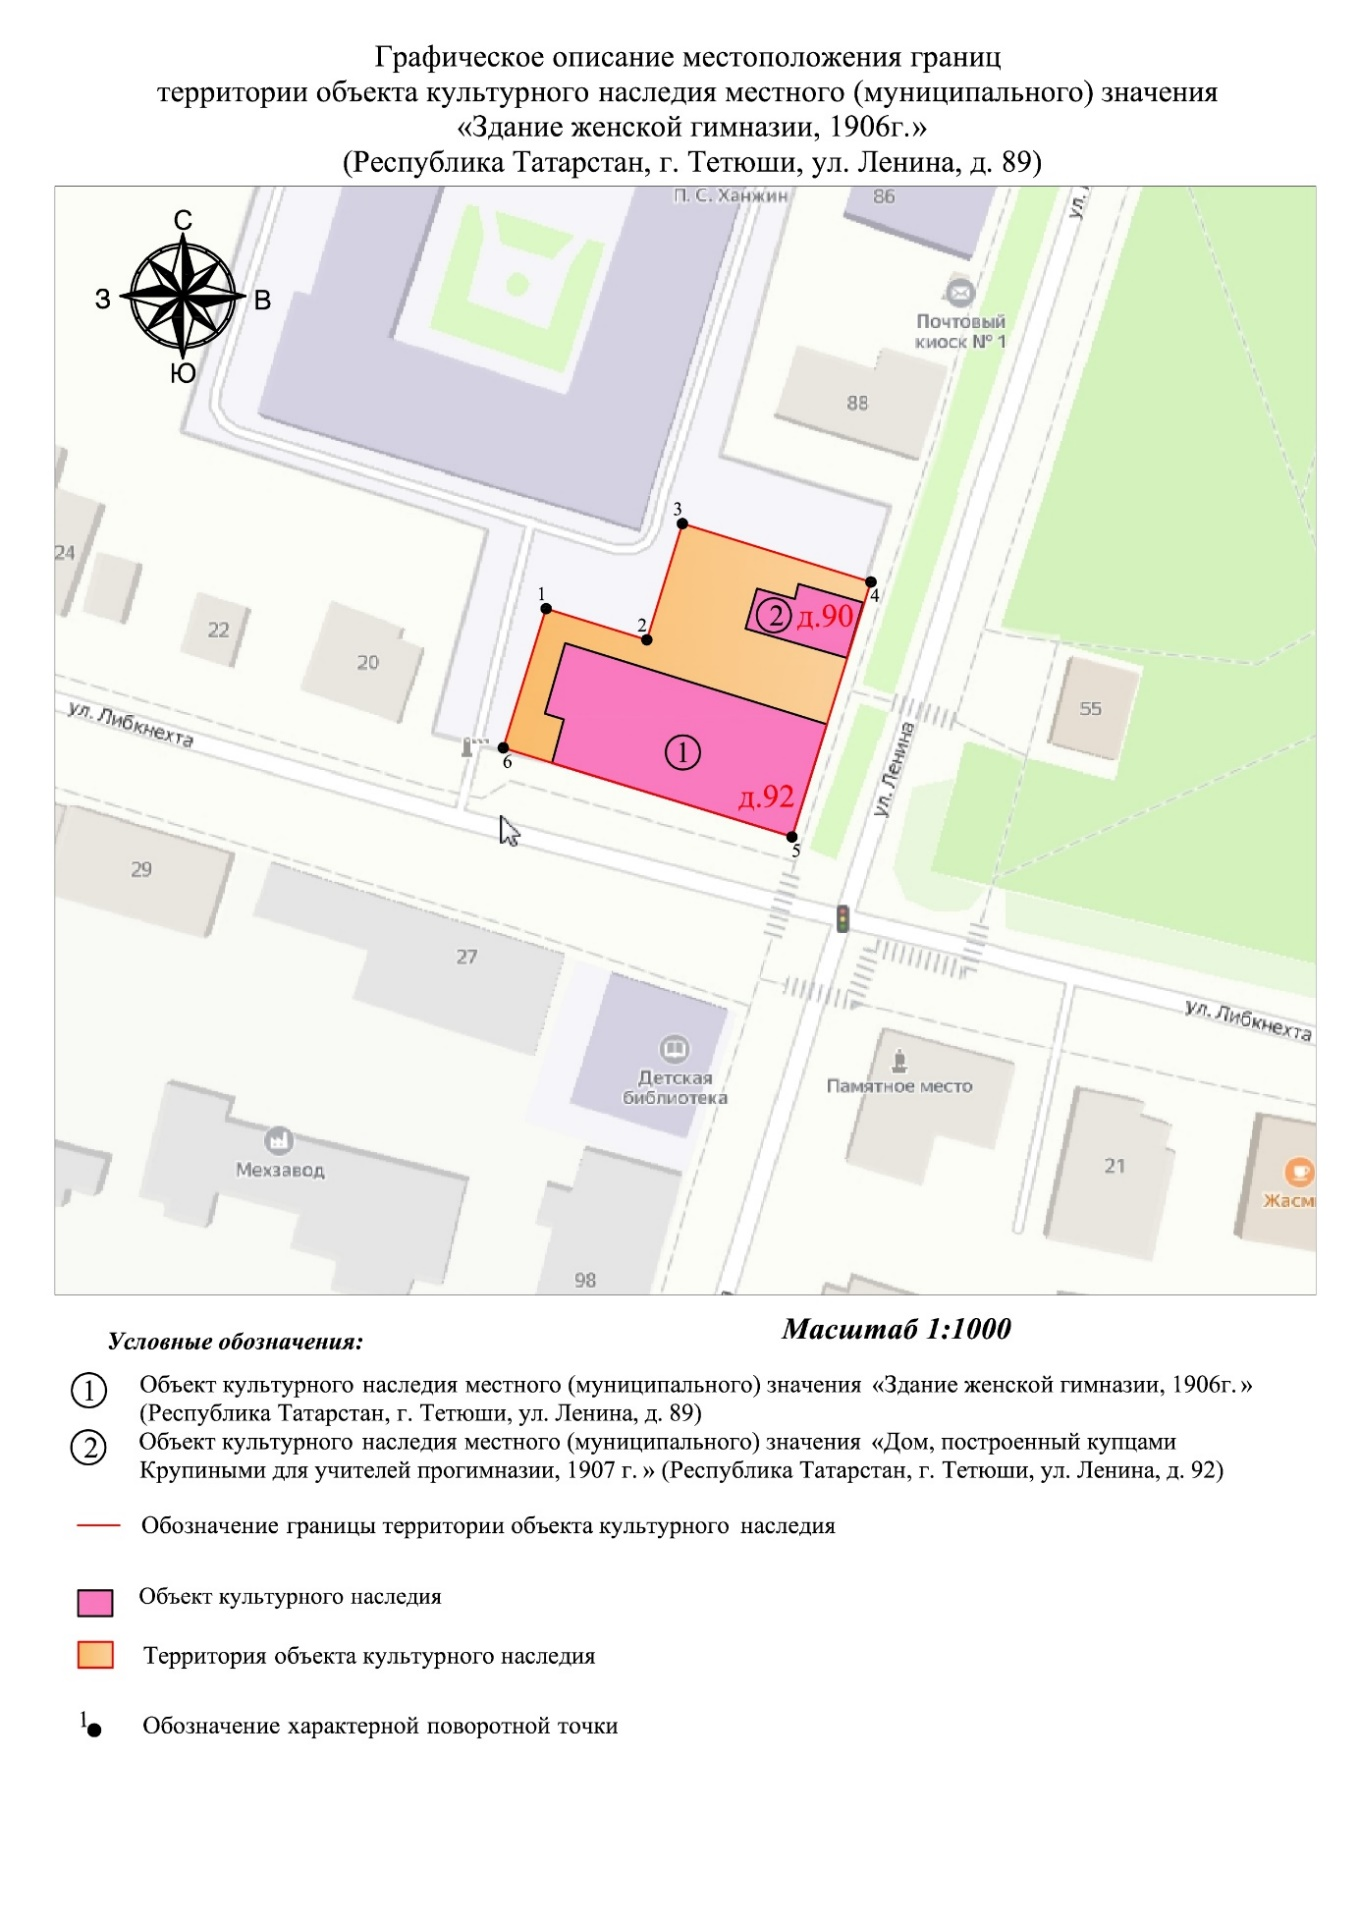 Графическое описание местоположения границ
территории объекта культурного наследия местного (муниципального) значения
«Здание женской гимназии, 1906г.»
(Республика Татарстан, г. Тетюши, ул. Ленина, д. 89)
П. С. Ханжин
86
ул.
С
З
В
Ю
Почтовый
киоск № 1
88
3
4
1
2
24
22
20
2 д.90
55
ул. Либкнехта
1
6
д.92
5
ул. Ленина
29
27
ул. Либкнехта
Детская
библиотека
Памятное место
Мехзавод
21
Жасм
98
Условные обозначения:
Масштаб 1:1000
1 Объект культурного наследия местного (муниципального) значения «Здание женской гимназии, 1906г. »
(Республика Татарстан, г. Тетюши, ул. Ленина, д. 89)
2 Объект культурного наследия местного (муниципального) значения «Дом, построенный купцами
Крупиными для учителей прогимназии, 1907 г. » (Республика Татарстан, г. Тетюши, ул. Ленина, д. 92)
Обозначение границы территории объекта культурного наследия
Объект культурного наследия
Территория объекта культурного наследия
1 Обозначение характерной поворотной точки